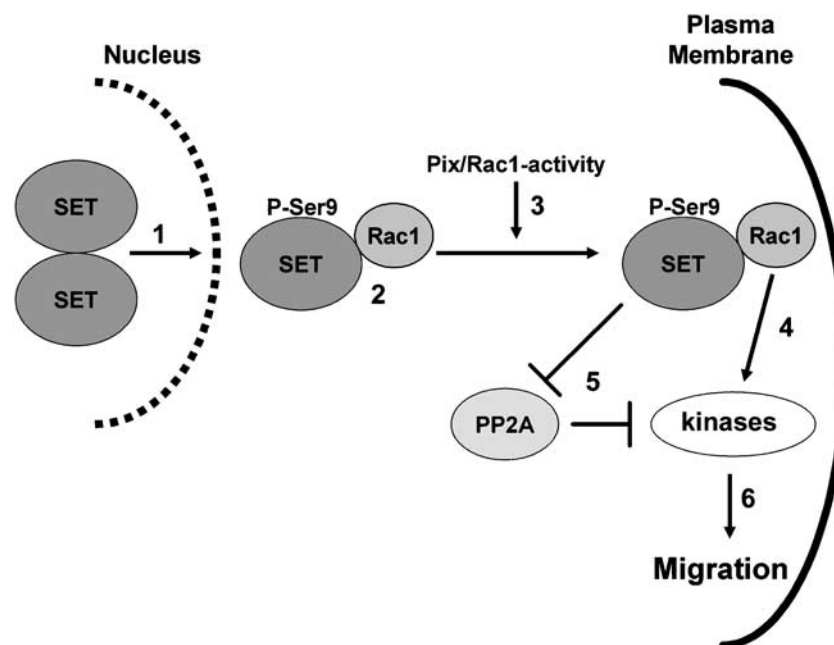 Nucleus
Plasma
Membrane
Pix/Rac1-activity
SET
1
SET
P-Ser9
Rac1
SET
2
3
P-Ser9
Rac1
SET
4
5
PP2A
kinases
6
Migration